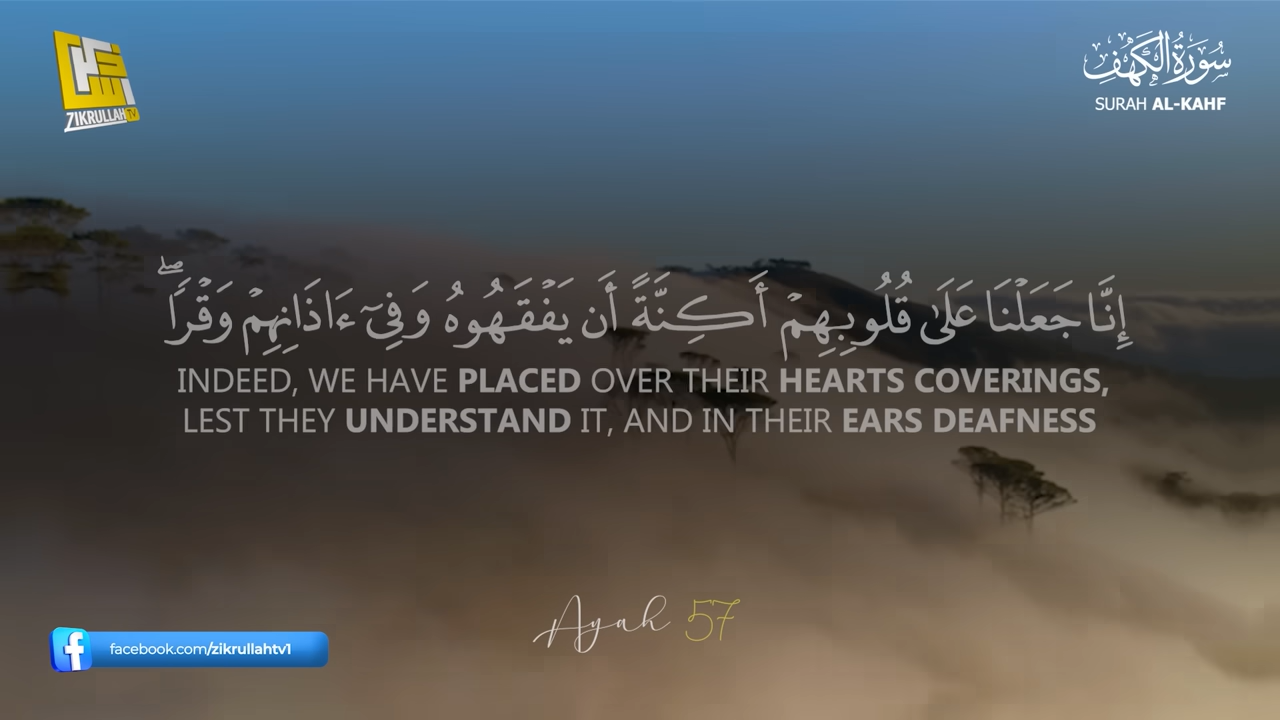 سُورَةُ الكَهْفِ
SURAH AL-KAHF
ZIKRULLAH TV
إِنَّا جَعَلْنَا عَلَىٰ قُلُوبِهِمْ أَكِنَّةً أَن يَفْقَهُوهُ وَفِىٓ ءَاذَانِهِمْ وَقْرًا ۖ
INDEED, WE HAVE PLACED OVER THEIR HEARTS COVERINGS,
LEST THEY UNDERSTAND IT, AND IN THEIR EARS DEAFNESS
Ayah 57
facebook.com/zikrullahtv1